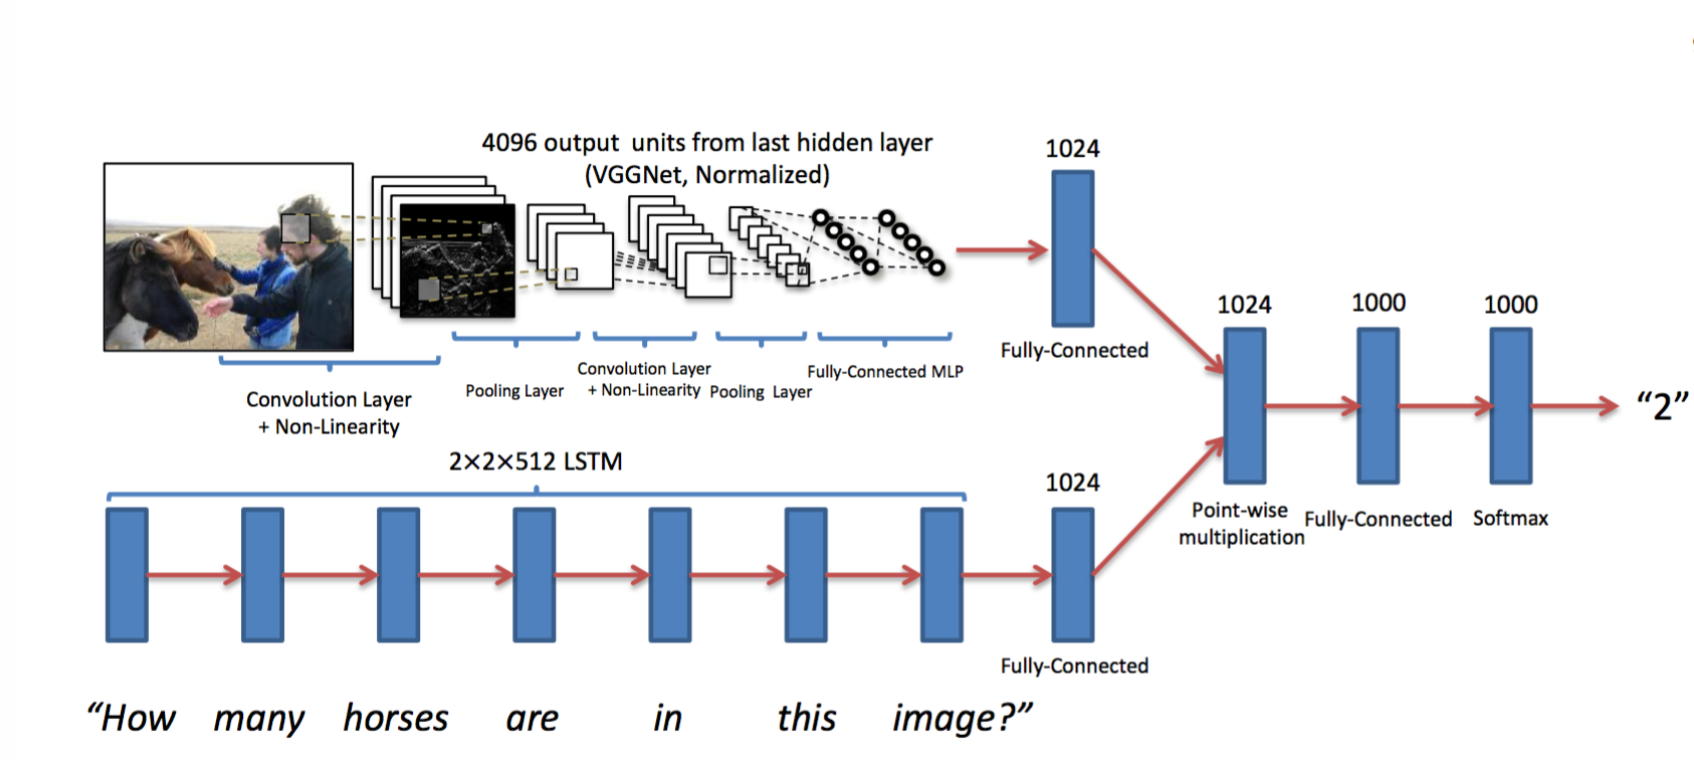 4096 output units from last hidden layer
(VGGNet, Normalized)
1024
Fully-Connected
Convolution Layer
+ Non-Linearity
Pooling Layer
Convolution Layer
+ Non-Linearity
Pooling Layer
Fully-Connected MLP
2×2×512 LSTM
1024
Fully-Connected
1024
Point-wise
multiplication
1000
Fully-Connected
1000
Softmax
“2”
“How many horses are in this image?”